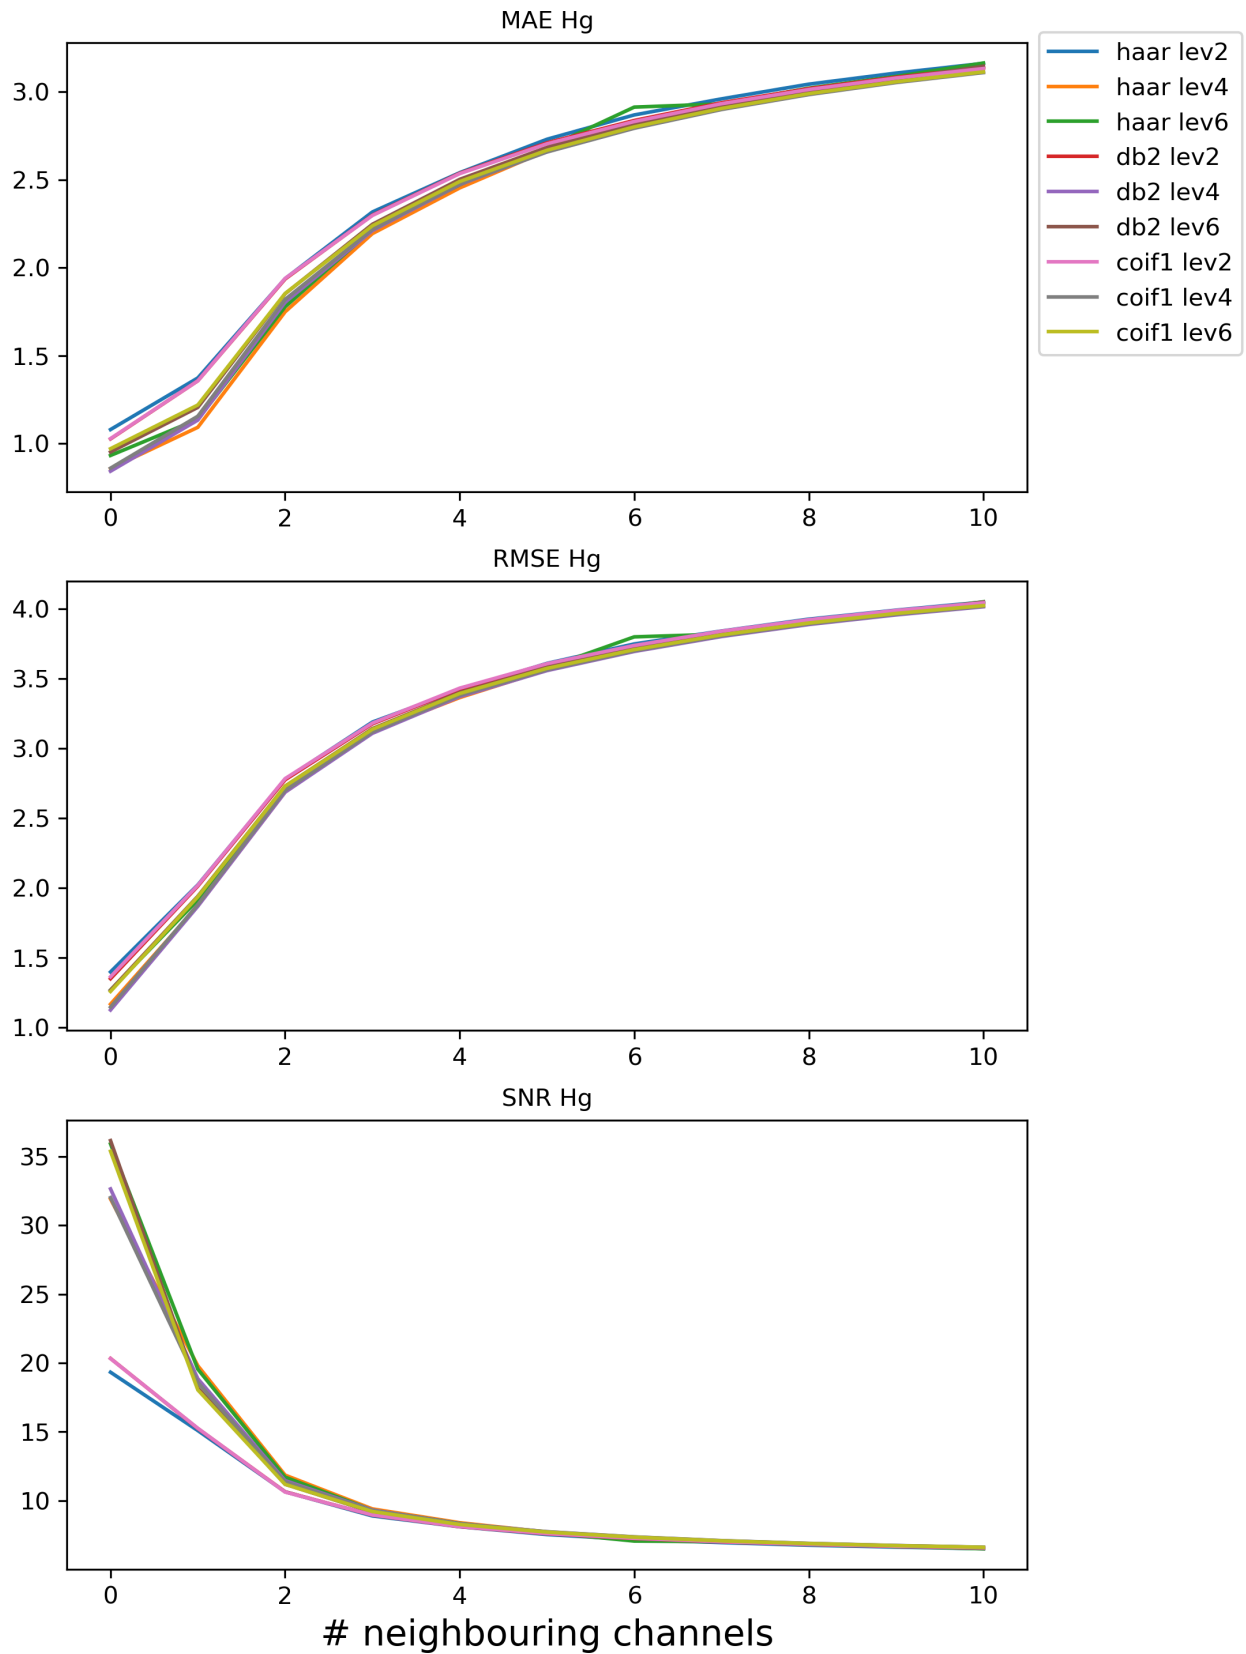 MAE Hg
3.0
2.5
2.0
1.5
1.0
0 2 4 6 8 10
haar lev2
haar lev4
haar lev6
db2 lev2
db2 lev4
db2 lev6
coif1 lev2
coif1 lev4
coif1 lev6
RMSE Hg
4.0
3.5
3.0
2.5
2.0
1.5
1.0
0 2 4 6 8 10
SNR Hg
35
30
25
20
15
10
0 2 4 6 8 10
# neighbouring channels